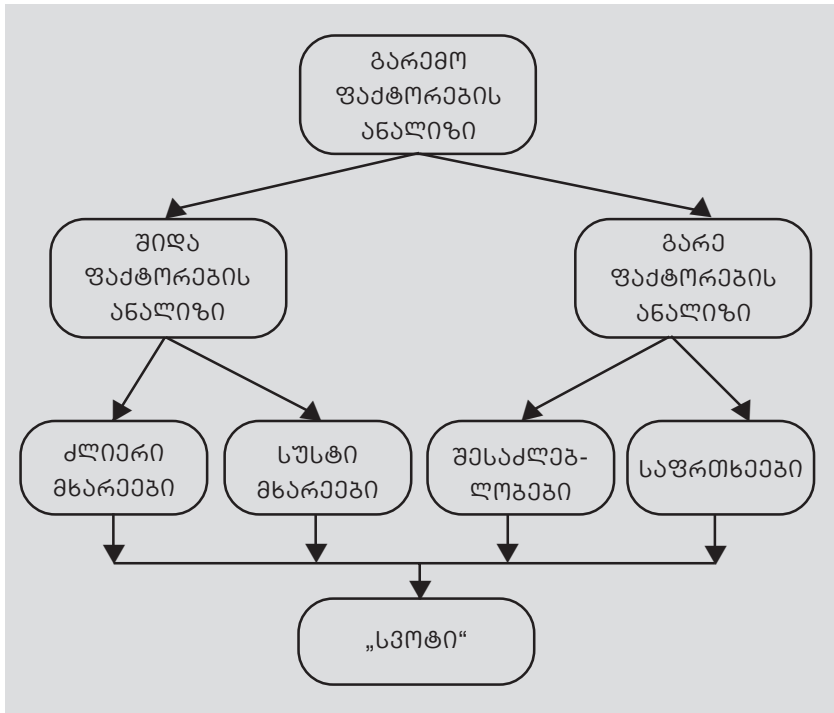 გარემო
ფაქტორების
ანალიზი
შიდა
ფაქტორების
ანალიზი
გარე
ფაქტორების
ანალიზი
ძლიერი
მხარეები
სუსტი
მხარეები
შესაძლებ-
ლობები
საფრთხეები
„სვოტი“